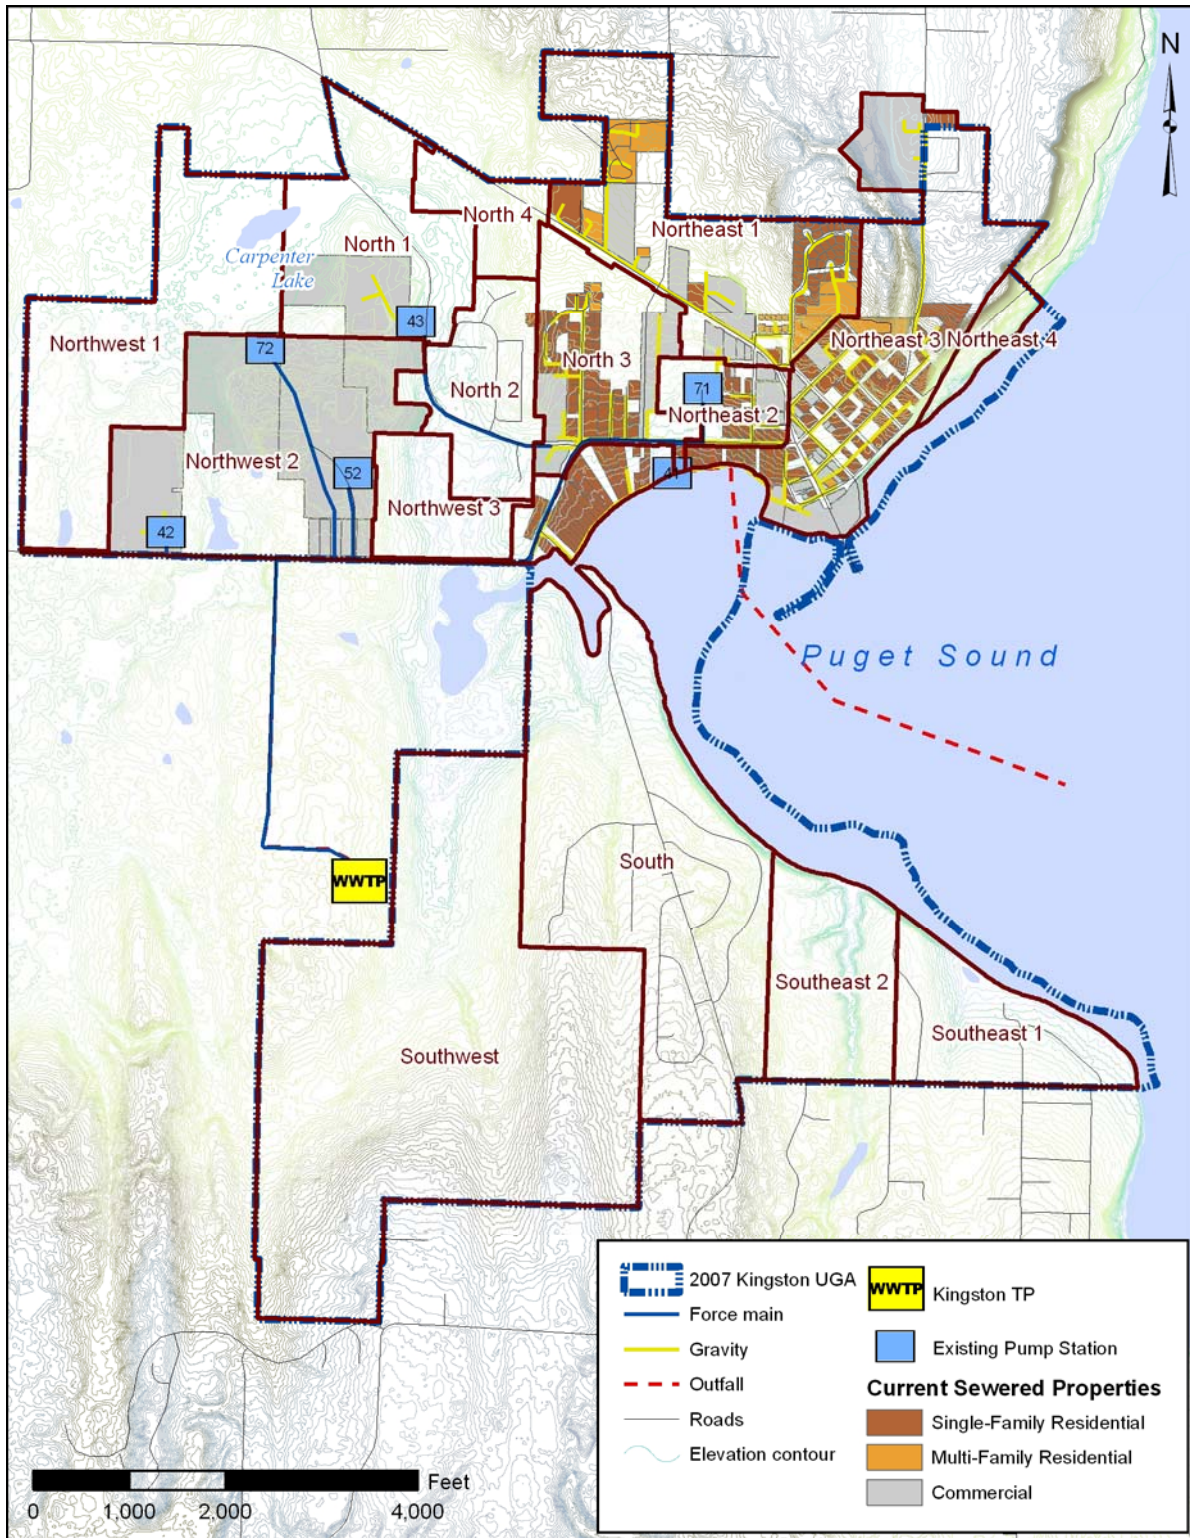 N
North 4
Northeast 1
North 1
Carpenter
Lake
43
Northwest 1
72
North 3
Northeast 3
Northeast 4
North 2
71
Northeast 2
Northwest 2
52
41
Northwest 3
42
Puget Sound
WWTP
South
Southeast 2
Southeast 1
Southwest
2007 Kingston UGA
Force main
Gravity
Outfall
Roads
Elevation contour
WWTP
Kingston TP
Existing Pump Station
Current Sewered Properties
Single-Family Residential
Multi-Family Residential
Commercial
Feet
0 1,000 2,000 4,000